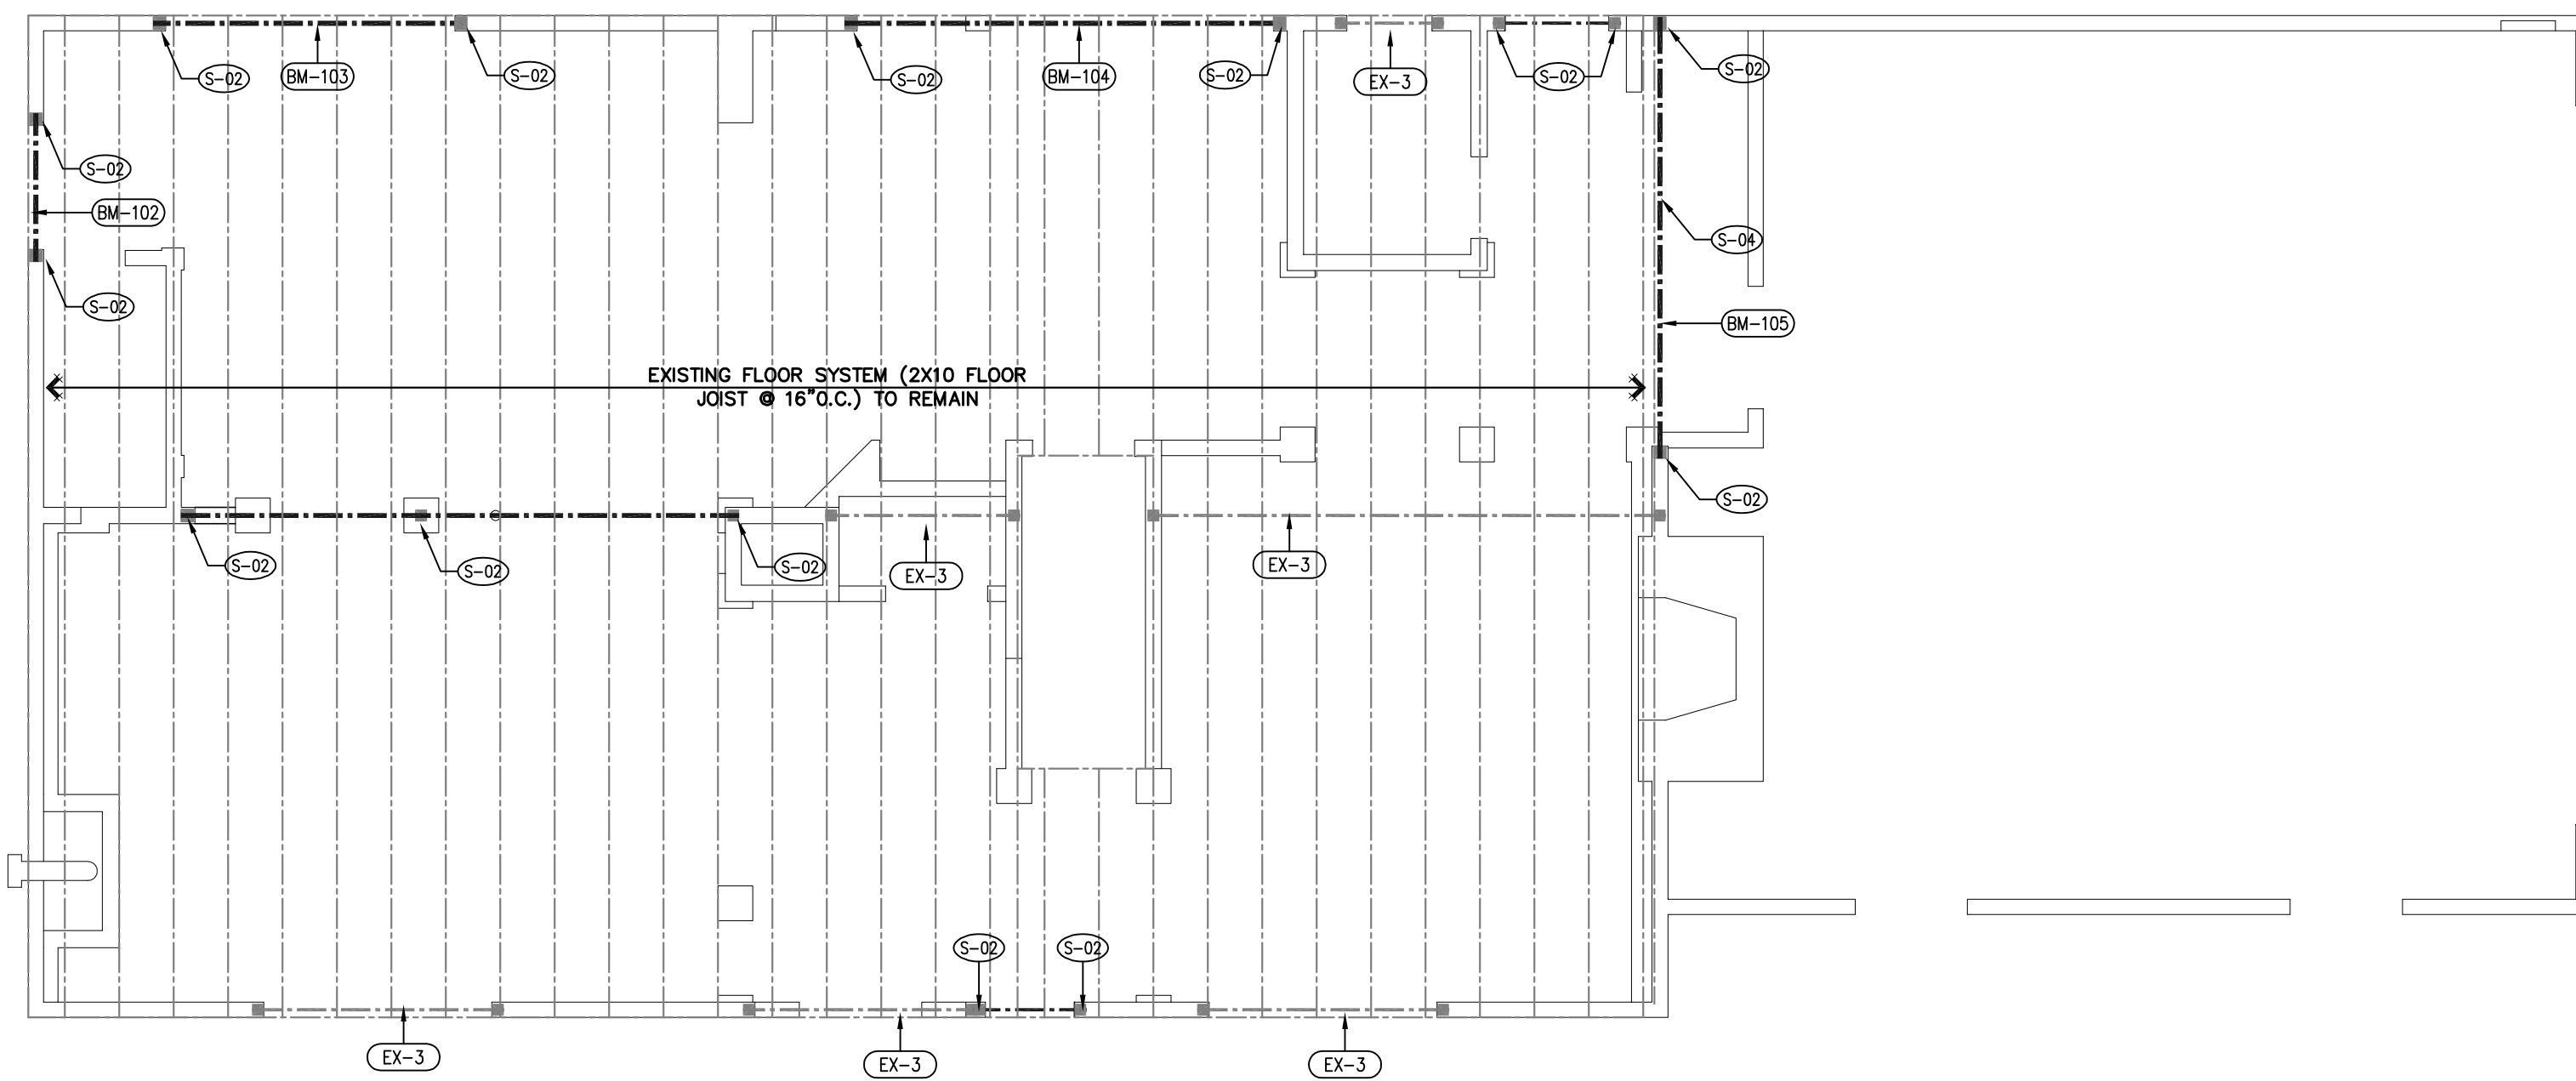 S-02
BM-103
S-02
S-02
BM-104
S-02
EX-3
S-02
S-02
S-02
BM-102
S-04
S-02
BM-105
EXISTING FLOOR SYSTEM (2X10 FLOOR
JOIST @ 16"O.C.) TO REMAIN
S-02
S-02
S-02
S-02
EX-3
EX-3
S-02
S-02
EX-3
EX-3
EX-3